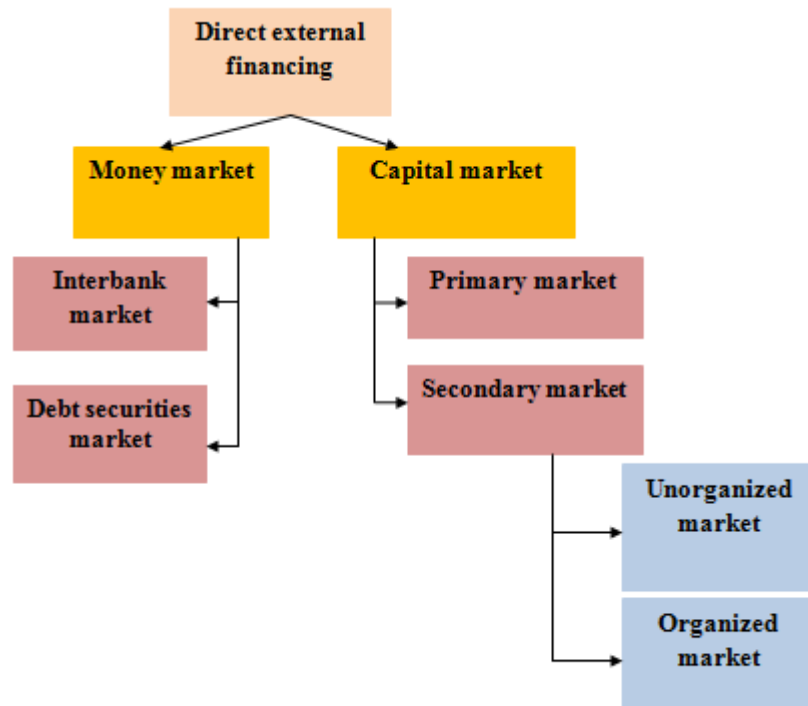 Direct external
financing
Money market
Capital market
Interbank
market
Primary market
Debt securities
market
Secondary market
Unorganized
market
Organized
market